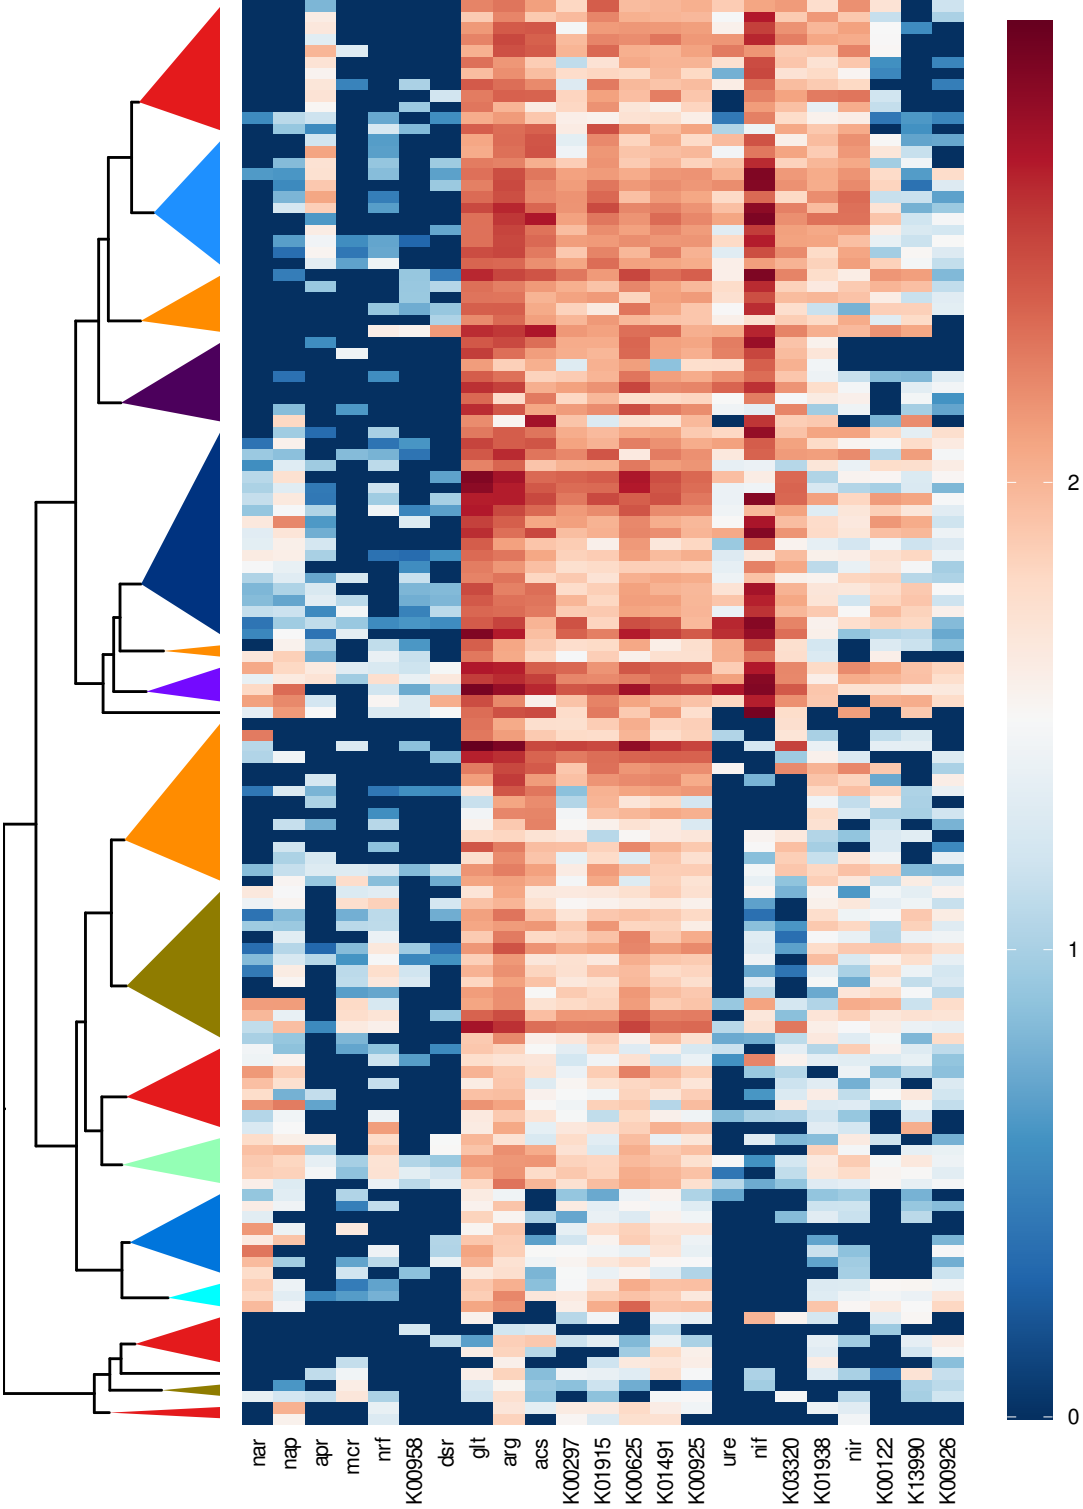 2
1
0
nar
nap
apr
mcr
nrf
K00958
dsr
glt
arg
acs
K00297
K01915
K00625
K01491
K00925
ure
nif
K03320
K01938
nir
K00122
K13990
K00926